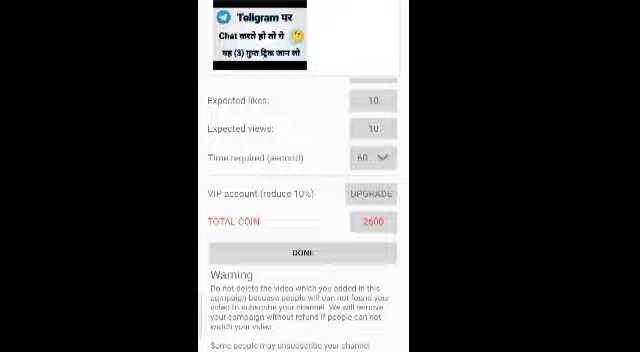 Teligram पर
Chat करते हो तो ये
यह (3) गुप्त ट्रिक जान लो
Expected likes: 10
Expected views: 10
Time required (second) 60
VIP account (reduce 10%) UPGRADE
TOTAL COIN 2600
DONE
Warning
Do not delete the video which you added in this
campaign because people will can not found your
video to subscribe your channel. We will remove
your campaign without refund if people can not
watch your video
Some people may unsubscribe your channel